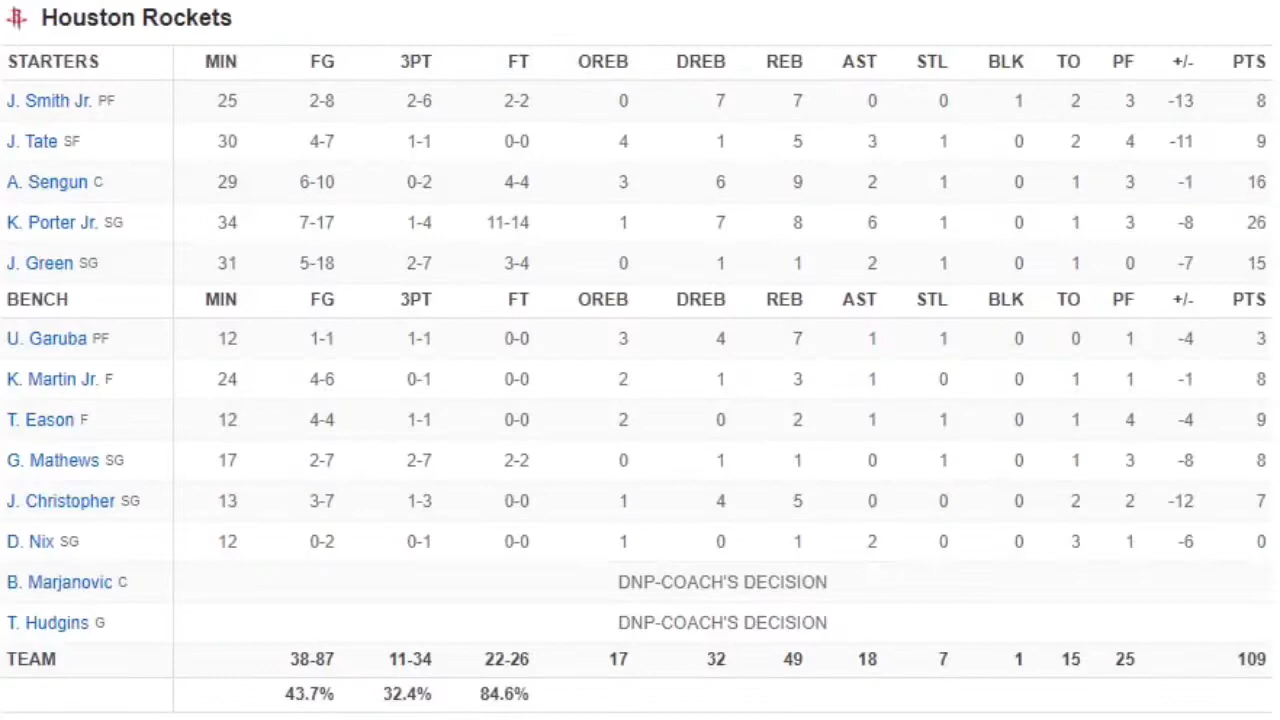 Houston Rockets
STARTERS MIN FG 3PT FT OREB DREB REB AST STL BLK TO PF +/- PTS
J. Smith Jr. PF 25 2-8 2-6 2-2 0 7 7 0 0 1 2 3 -13 8
J. Tate SF 30 4-7 1-1 0-0 4 1 5 3 1 0 2 4 -11 9
A. Sengun C 29 6-10 0-2 4-4 3 6 9 2 1 0 1 3 -1 16
K. Porter Jr. SG 34 7-17 1-4 11-14 1 7 8 6 1 0 1 3 -8 26
J. Green SG 31 5-18 2-7 3-4 0 1 1 2 1 0 1 0 -7 15
BENCH MIN FG 3PT FT OREB DREB REB AST STL BLK TO PF +/- PTS
U. Garuba PF 12 1-1 1-1 0-0 3 4 7 1 1 0 0 1 -4 3
K. Martin Jr. F 24 4-6 0-1 0-0 2 1 3 1 0 0 1 1 -1 8
T. Eason F 12 4-4 1-1 0-0 2 0 2 1 1 0 1 4 -4 9
G. Mathews SG 17 2-7 2-7 2-2 0 1 1 0 1 0 1 3 -8 8
J. Christopher SG 13 3-7 1-3 0-0 1 4 5 0 0 0 2 2 -12 7
D. Nix SG 12 0-2 0-1 0-0 1 0 1 2 0 0 3 1 -6 0
B. Marjanovic C DNP-COACH'S DECISION
T. Hudgins G DNP-COACH'S DECISION
TEAM 38-87 11-34 22-26 17 32 49 18 7 1 15 25 109
43.7% 32.4% 84.6%